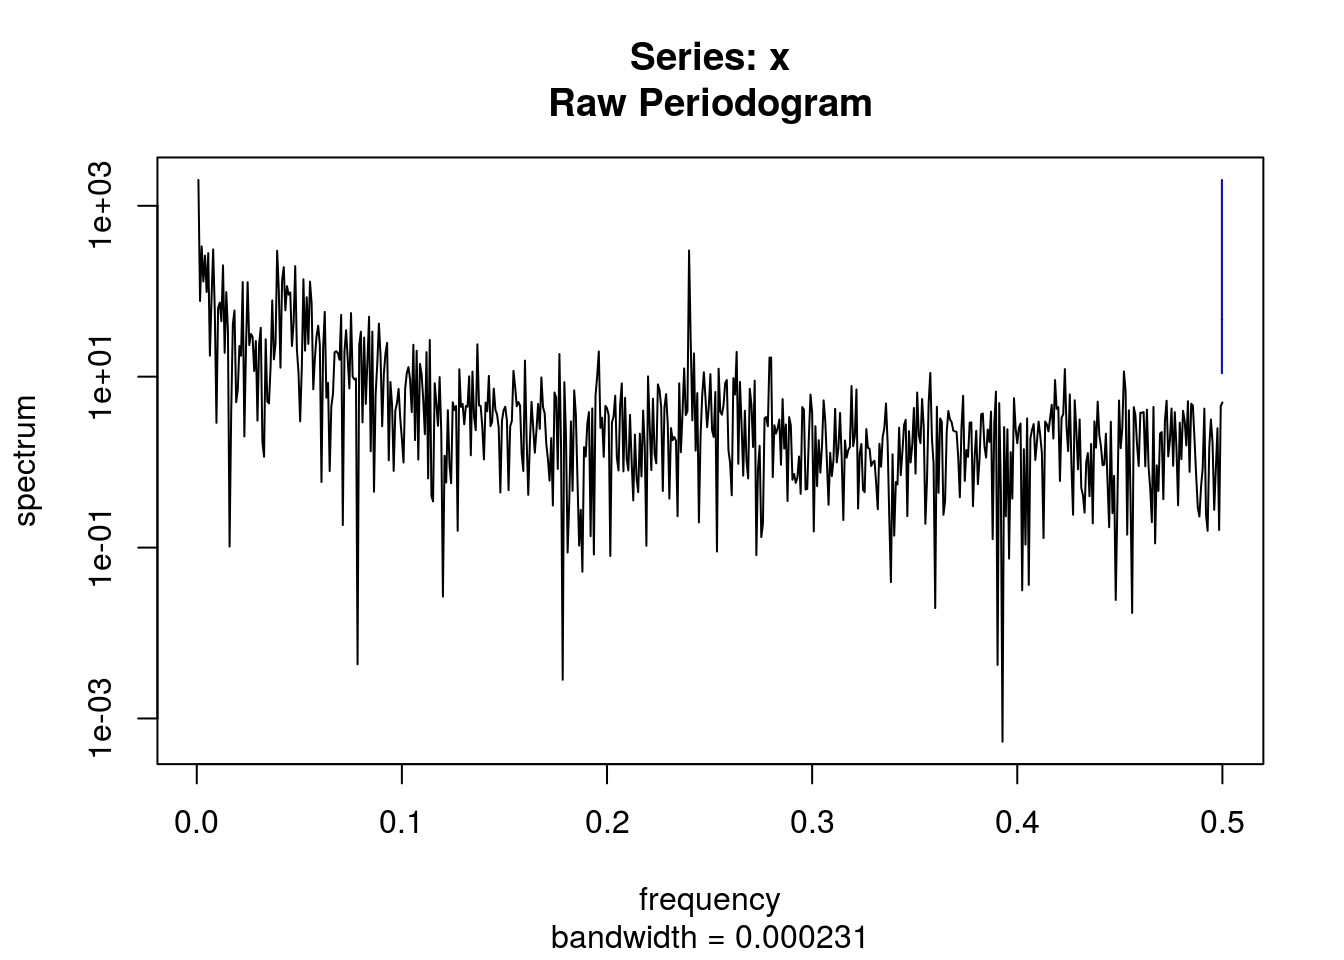 Series: x
Raw Periodogram
1e+03
1e+01
1e-01
1e-03
spectrum
0.0 0.1 0.2 0.3 0.4 0.5
frequency
bandwidth = 0.000231